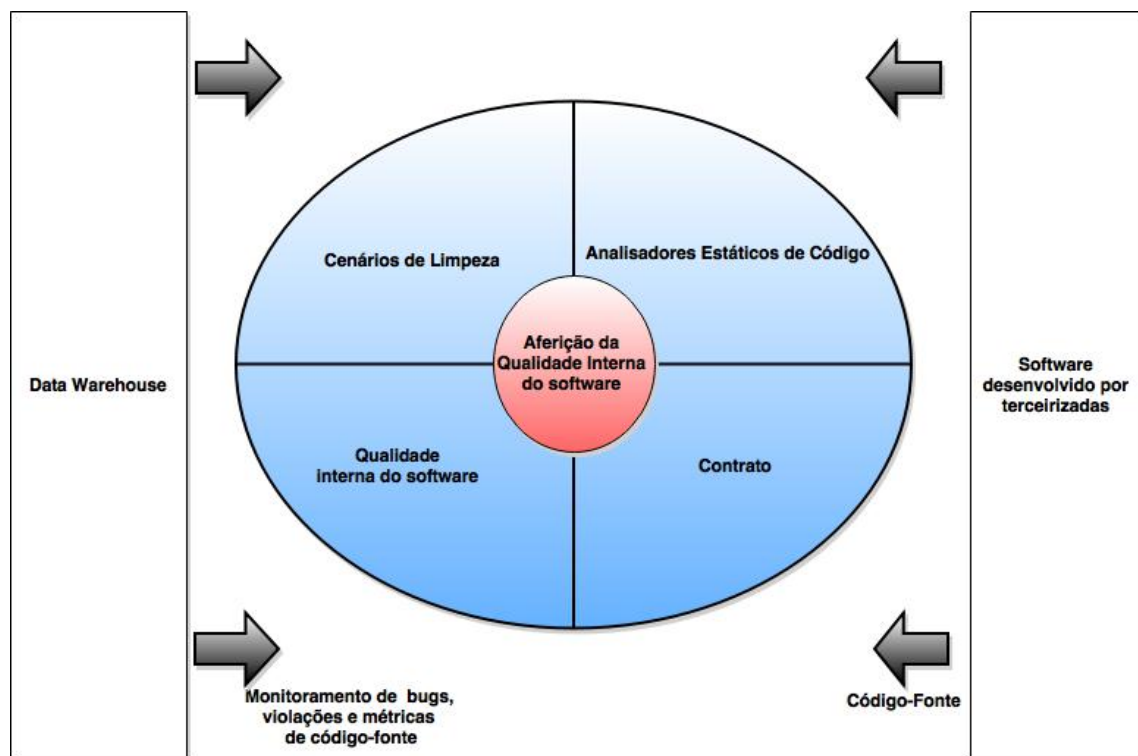 Cenários de Limpeza
Analisadores Estáticos de Código
Aferição da
Qualidade Interna
do software
Data Warehouse
Software
desenvolvido por
terceirizadas
Qualidade
interna do software
Contrato
Monitoramento de bugs,
violações e métricas
de código-fonte
Código-Fonte